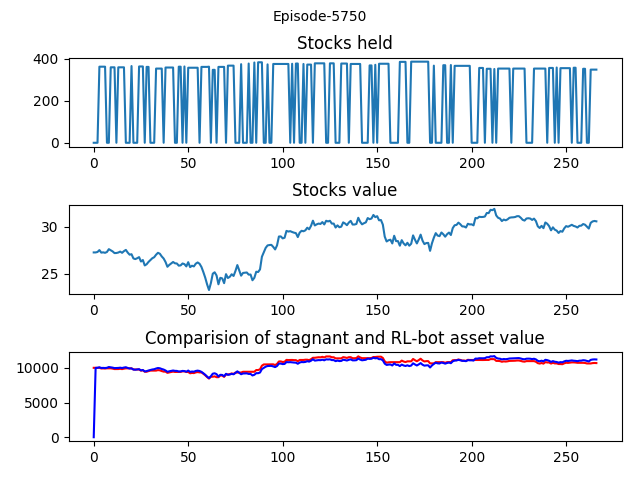 Episode-5750
Stocks held
400
200
0
0 50 100 150 200 250
Stocks value
30
25
0 50 100 150 200 250
Comparision of stagnant and RL-bot asset value
10000
5000
0
0 50 100 150 200 250